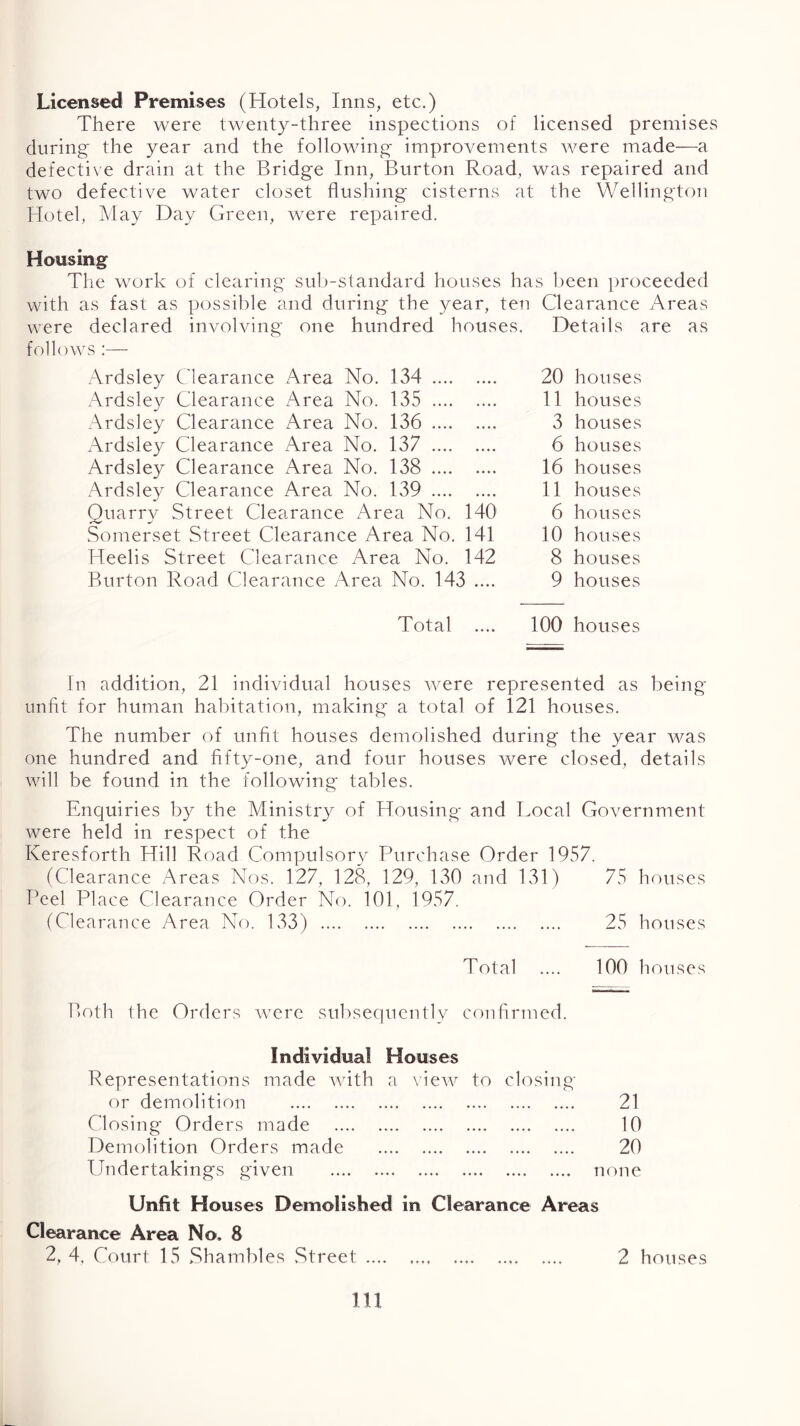 Licensed Premises (Hotels, Inns, etc.)
There were twenty-three inspections of licensed premises
during the year and the following improvements were made—a
defective drain at the Bridge Inn, Burton Road, was repaired and
two defective water closet flushing cisterns at the Wellington
Hotel, May Day Green, were repaired.
Housing
The work of clearing sub-standard houses has been proceeded
with as fast as possible and during the year, ten Clearance Areas
were declared involving one hundred houses. Details are as
follows :—
Ardsley Clearance Area No. 134 .... .... 20 houses
Ardsley Clearance Area No. 135 .... .... 11 houses
Ardsley Clearance Area No. 136 .... .... 3 houses
Ardsley Clearance Area No. 137 .... .... 6 houses
Ardsley Clearance Area No. 138 .... .... 16 houses
Ardsley Clearance Area No. 139 .... .... 11 houses
Quarry Street Clearance Area No. 140 6 houses
Somerset Street Clearance Area No. 141 10 houses
Heelis Street Clearance Area No. 142 8 houses
Burton Road Clearance Area No. 143 .... 9 houses
Total .... 100 houses
In addition, 21 individual houses were represented as being
unfit for human habitation, making a total of 121 houses.
The number of unfit houses demolished during the year was
one hundred and fifty-one, and four houses were closed, details
will be found in the following tables.
Enquiries by the Ministry of Housing and Local Government
were held in respect of the
Keresforth Hill Road Compulsory Purchase Order 1957.
(Clearance Areas Nos. 127, 128, 129, 130 and 131) 75 houses
Peel Place Clearance Order No. 101, 1957.
(Clearance Area No. 133) .... .... .... .... .... .... 25 houses
Total .... 100 houses
Both the Orders were subsequently confirmed.
Individual Houses
Representations made with a view to closing
or demolition .... .... .... .... .... .... .... 21
Closing Orders made .... .... .... .... .... .... 10
Demolition Orders made .... .... .... .... .... 20
Undertakings given .... .... .... .... .... .... none
Unfit Houses Demolished in Clearance Areas
Clearance Area No. 8
2, 4, Court 15 Shambles Street .... .... .... .... .... 2 houses
111